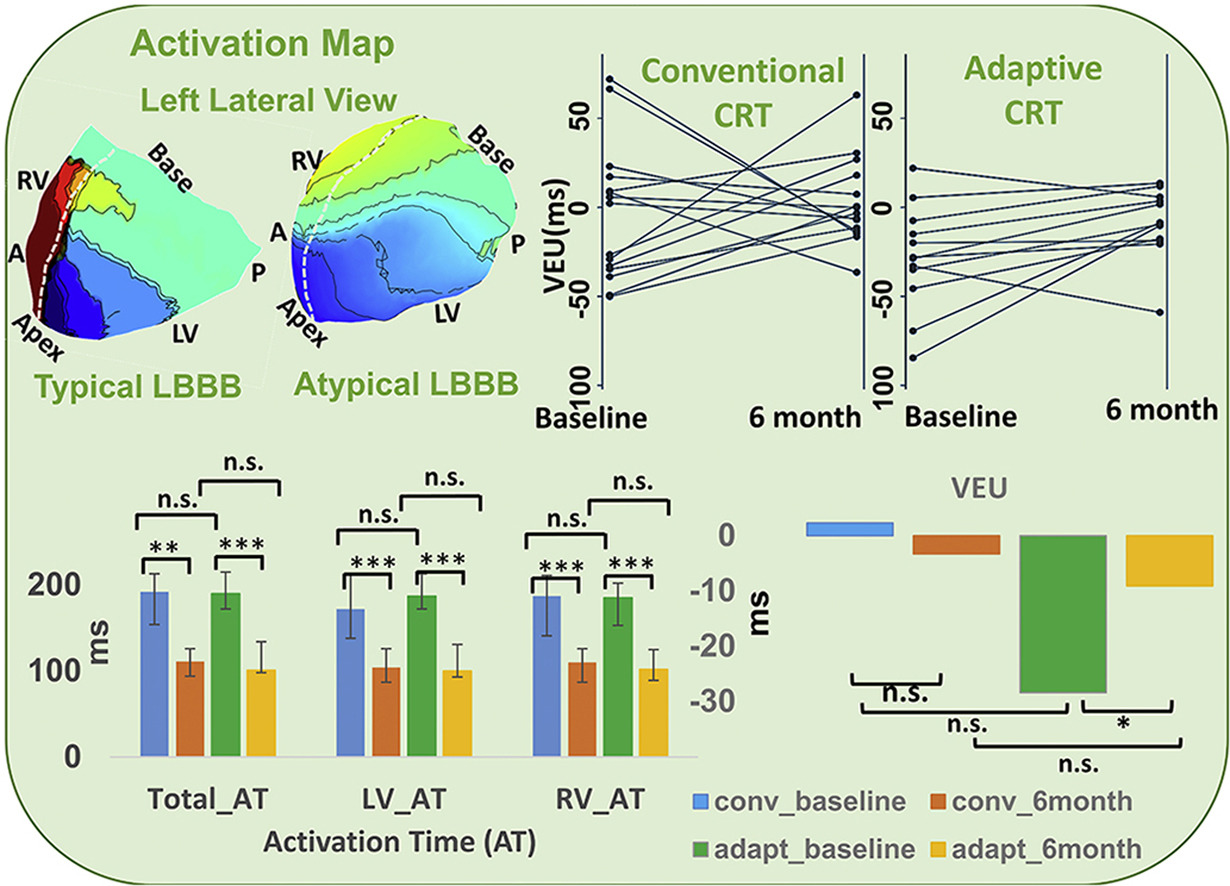 Activation Map
Left Lateral View
RV
Base
A
P
Apex
LV
Typical LBBB
RV
Base
A
P
Apex
LV
Atypical LBBB
Conventional
CRT
VEU(ms)
50
0
-50
100
Baseline
6 month
Adaptive
CRT
50
0
-50
100
Baseline
6 month
n.s.
n.s.
**
***
n.s.
n.s.
***
***
n.s.
n.s.
***
***
200
100
0
ms
Total_AT
LV_AT
RV_AT
Activation Time (AT)
VEU
0
-10
-20
-30
ms
n.s.
n.s.
*
n.s.
conv_baseline
conv_6month
adapt_baseline
adapt_6month